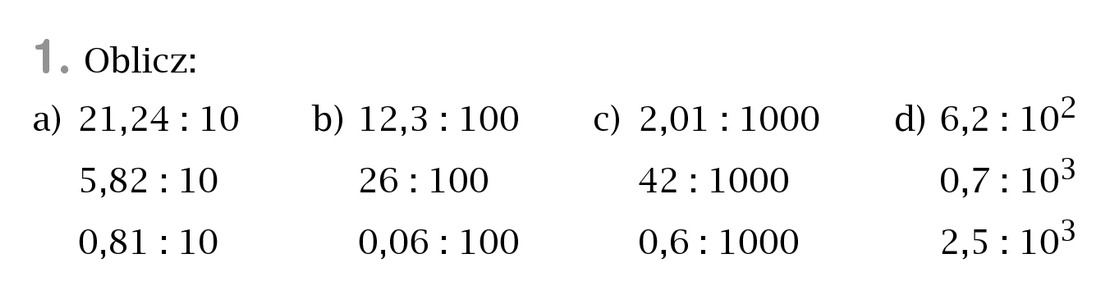 1. Oblicz:
a) 21,24 : 10 b) 12,3 : 100 c) 2,01 : 1000 d) 6,2 : 10²
5,82 : 10 26 : 100 42 : 1000 0,7 : 10³
0,81 : 10 0,06 : 100 0,6 : 1000 2,5 : 10³